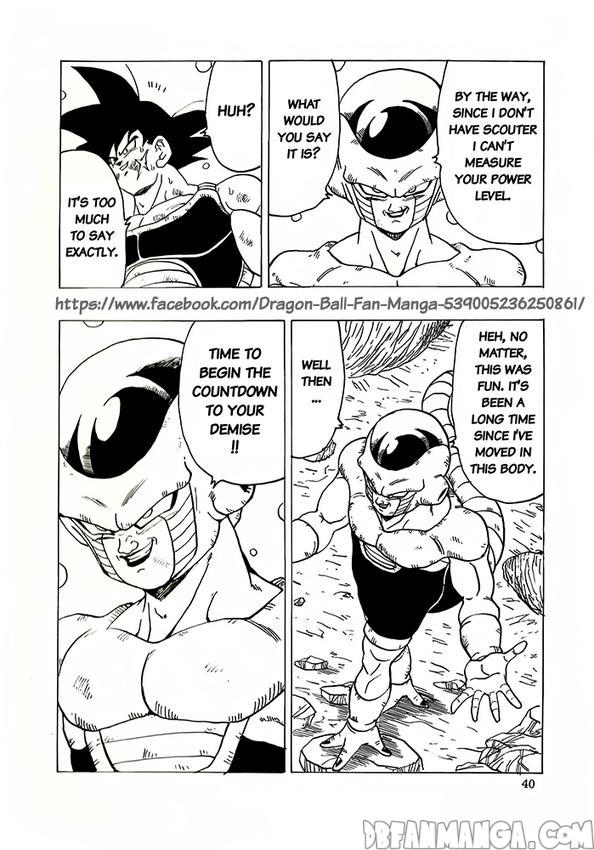 BY THE WAY,
SINCE I DON'T
HAVE SCOUTER
I CAN'T
MEASURE
YOUR POWER
LEVEL.
WHAT
WOULD
YOU SAY
IT IS?
HUH?
IT'S TOO
MUCH
TO SAY
EXACTLY.
https://www.facebook.com/Dragon-Ball-Fan-Manga-539005236250861/
HEH, NO
MATTER,
THIS WAS
FUN. IT'S
BEEN A
LONG TIME
SINCE I'VE
MOVED IN
THIS BODY.
WELL
THEN
...
TIME TO
BEGIN THE
COUNTDOWN
TO YOUR
DEMISE
!!
40
DBFANMANGA.COM